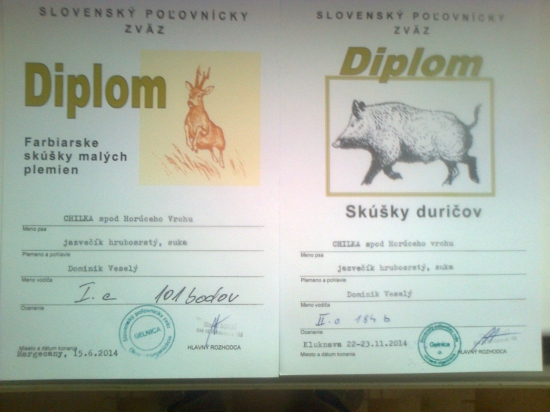 SLOVENSKÝ POĽOVNÍCKY
ZVÄZ
Diplom
Farbiarske
skúšky malých
plemien
CHILKA spod Horúceho Vrchu
Meno psa
jazvečík hrubosrstý, suka
Plemeno a pohlavie
Dominik Veselý
Meno vodiča
I. c 101 bodov
Ocenenie
GELNICA
Margecany, 15.6.2014
Miesto a dátum konania
HLAVNÝ ROZHODCA
SLOVENSKÝ POĽOVNÍCKY
ZVÄZ
Diplom
Skúšky duričov
CHILKA spod Horúceho vrchu
Meno psa
jazvečík hrubosrstý, suka
Plemeno a pohlavie
Dominik Veselý
Meno vodiča
II. c 184 b
Ocenenie
Gelnica
Kluknava 22-23.11.2014
Miesto a dátum konania
HLAVNÝ ROZHODCA